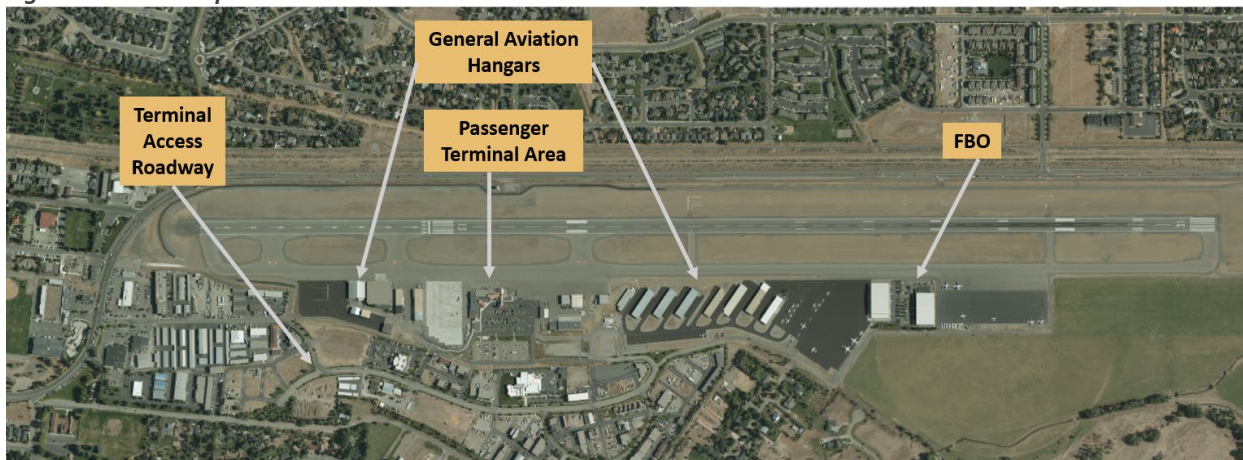 General Aviation
Hangars
Terminal
Access
Roadway
Passenger
Terminal Area
FBO